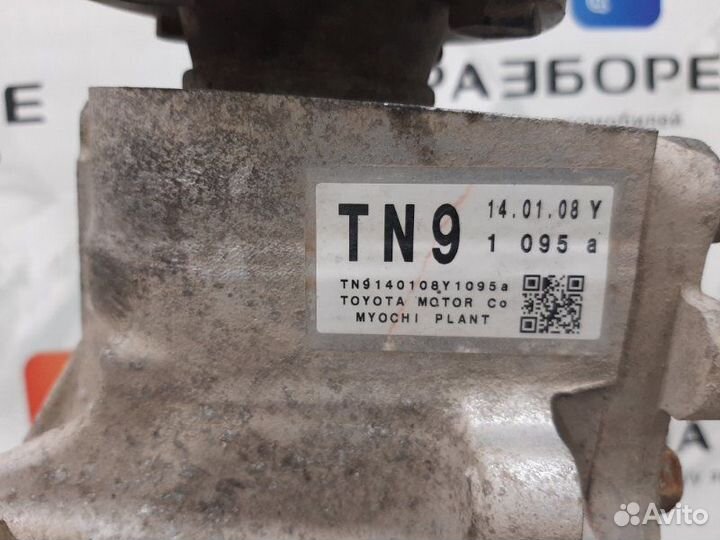 РАЗБОРЕ
TN9 14.01.08 Y
1 095 a
TN9140108Y1095a
TOYOTA MOTOR Co
MYOCHI PLANT
Avito